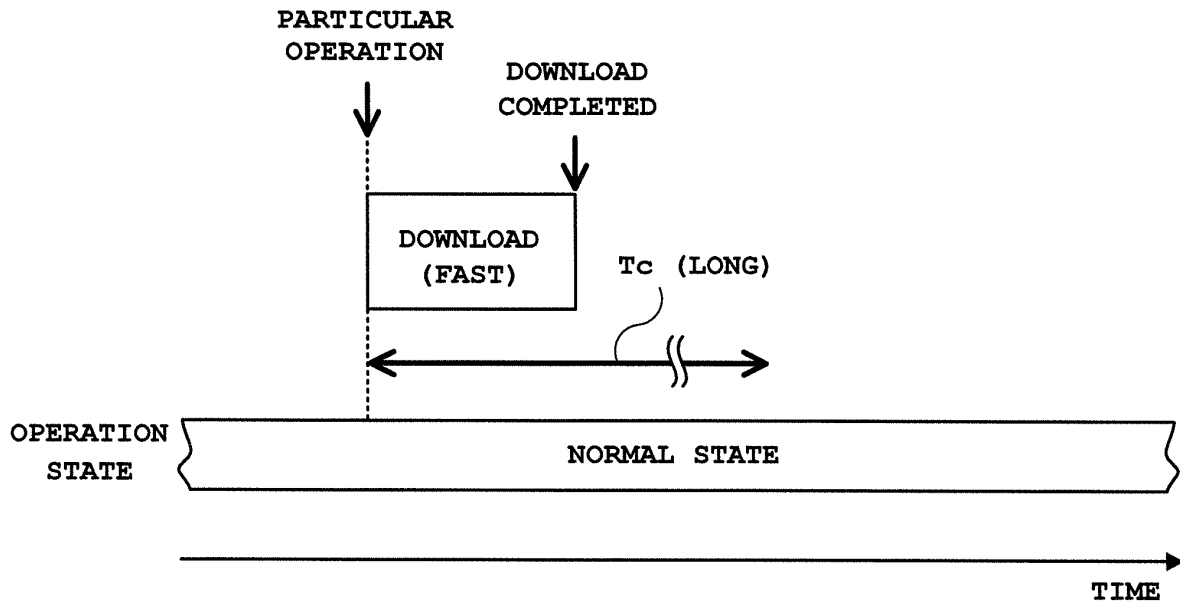 PARTICULAR
OPERATION
DOWNLOAD
COMPLETED
DOWNLOAD
(FAST)
Tc (LONG)
OPERATION
STATE
NORMAL STATE
TIME